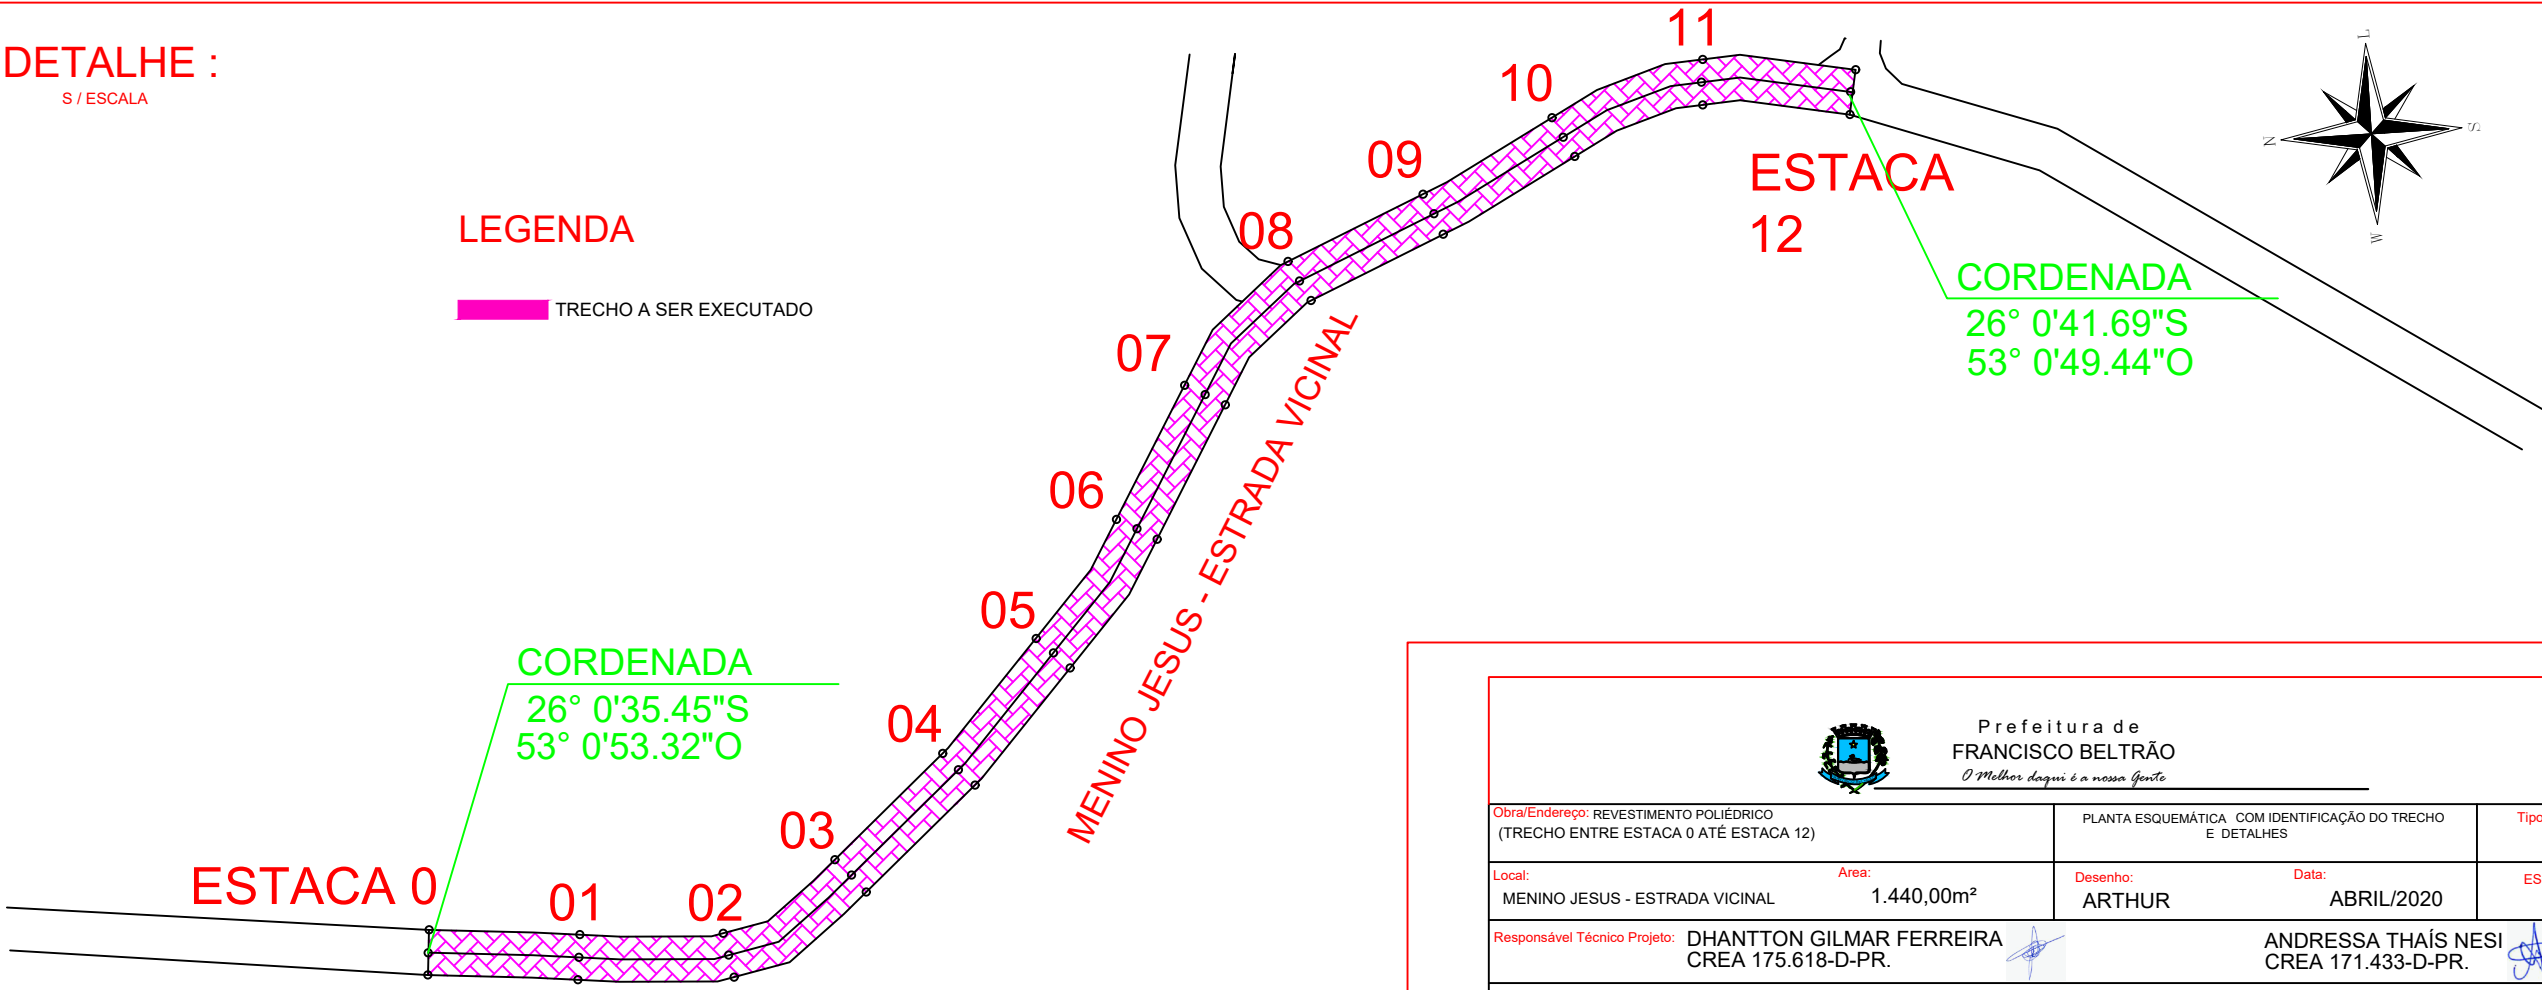 DETALHE :
S / ESCALA
LEGENDA
TRECHO A SER EXECUTADO
11
10
09
08
07
06
05
04
03
02
01
ESTACA 0
ESTACA
12
CORDENADA
26° 0'41.69"S
53° 0'49.44"O
CORDENADA
26° 0'35.45"S
53° 0'53.32"O
MENINO JESUS - ESTRADA VICINAL
L
N
S
W
Prefeitura de
FRANCISCO BELTRÃO
O Melhor daqui é a nossa Gente
Obra/Endereço: REVESTIMENTO POLIÉDRICO
(TRECHO ENTRE ESTACA 0 ATÉ ESTACA 12)
PLANTA ESQUEMÁTICA COM IDENTIFICAÇÃO DO TRECHO
E DETALHES
Tipo
Local:
MENINO JESUS - ESTRADA VICINAL
Area:
1.440,00m²
Desenho:
ARTHUR
Data:
ABRIL/2020
ES
Responsável Técnico Projeto: DHANTTON GILMAR FERREIRA
CREA 175.618-D-PR.
ANDRESSA THAÍS NESI
CREA 171.433-D-PR.